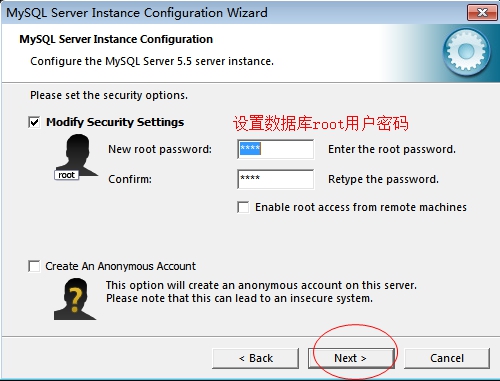 MySQL Server Instance Configuration Wizard
MySQL Server Instance Configuration
Configure the MySQL Server 5.5 server instance.
Please set the security options.
Modify Security Settings
设置数据库root用户密码
New root password: **** Enter the root password.
root
Confirm: **** Retype the password.
Enable root access from remote machines
Create An Anonymous Account
This option will create an anonymous account on this server.
Please note that this can lead to an insecure system.
< Back Next > Cancel